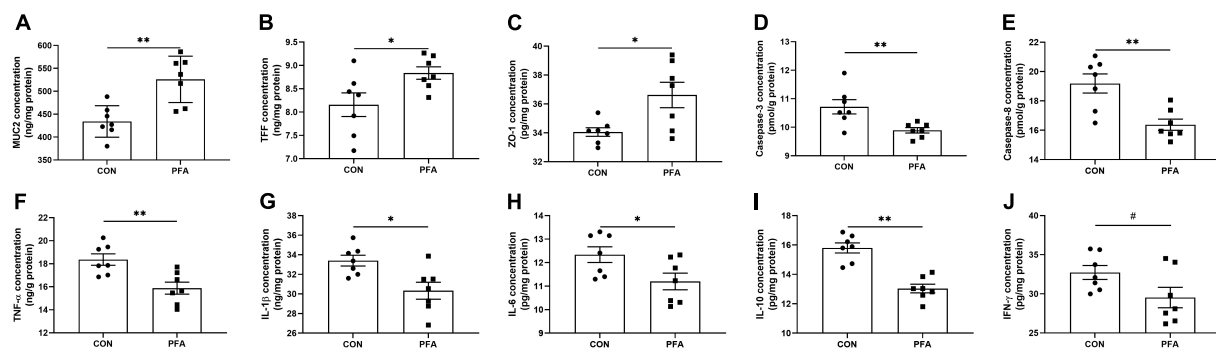 A
MUC2 concentration
(ng/mg protein)
600
550
500
450
400
350
**
CON
PFA
B
TFF concentration
(ng/mg protein)
9.5
9.0
8.5
8.0
7.5
7.0
*
CON
PFA
C
ZO-1 concentration
(pg/mg protein)
40
38
36
34
32
*
CON
PFA
D
Casepase-3 concentration
(pmol/g protein)
13
12
11
10
9
**
CON
PFA
E
Casepase-8 concentration
(pmol/g protein)
22
20
18
16
14
12
**
CON
PFA
F
TNF-α concentration
(ng/g protein)
22
20
18
16
14
12
**
CON
PFA
G
IL-1β concentration
(ng/mg protein)
38
36
34
32
30
28
26
*
CON
PFA
H
IL-6 concentration
(pg/mg protein)
14
13
12
11
10
9
*
CON
PFA
I
IL-10 concentration
(pg/mg protein)
18
16
14
12
10
**
CON
PFA
J
IFN-γ concentration
(pg/mg protein)
40
35
30
25
#
CON
PFA